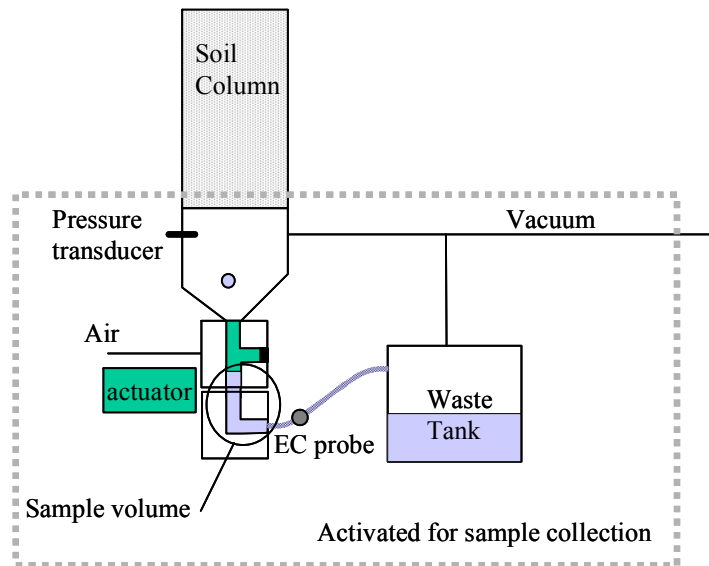 Soil
Column
Pressure
transducer
Vacuum
Air
actuator
Waste
Tank
EC probe
Sample volume
Activated for sample collection